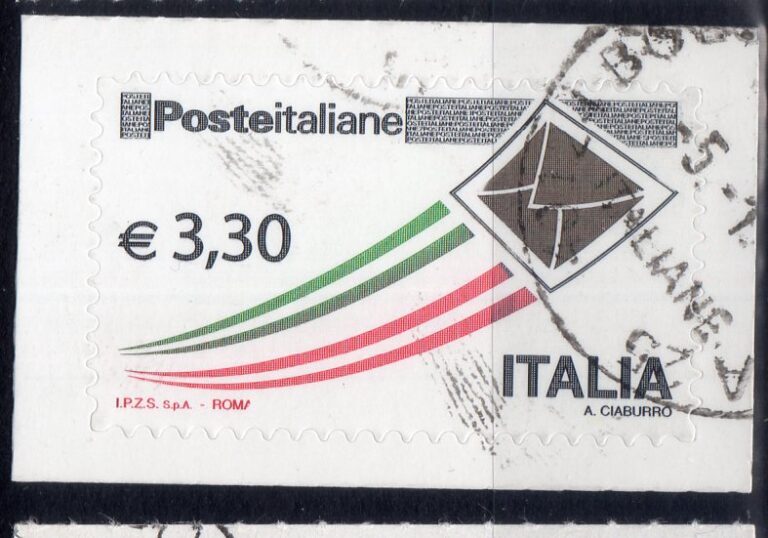 Posteitaliane
€ 3,30
ITALIA
A. CIABURRO
I.P.Z.S. S.p.A. - ROMA